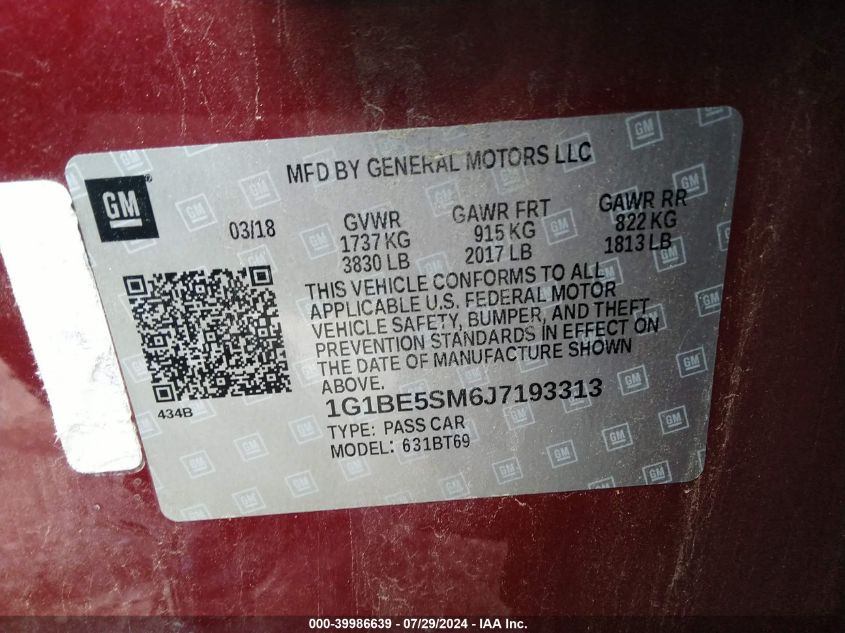 MFD BY GENERAL MOTORS LLC
GM
03/18
GVWR GAWR FRT GAWR RR
1737 KG 915 KG 822 KG
3830 LB 2017 LB 1813 LB
THIS VEHICLE CONFORMS TO ALL
APPLICABLE U.S. FEDERAL MOTOR
VEHICLE SAFETY, BUMPER, AND THEFT
PREVENTION STANDARDS IN EFFECT ON
THE DATE OF MANUFACTURE SHOWN
ABOVE.
434B
1G1BE5SM6J7193313
TYPE: PASS CAR
MODEL: 631BT69
000-39986639 - 07/29/2024 - IAA Inc.